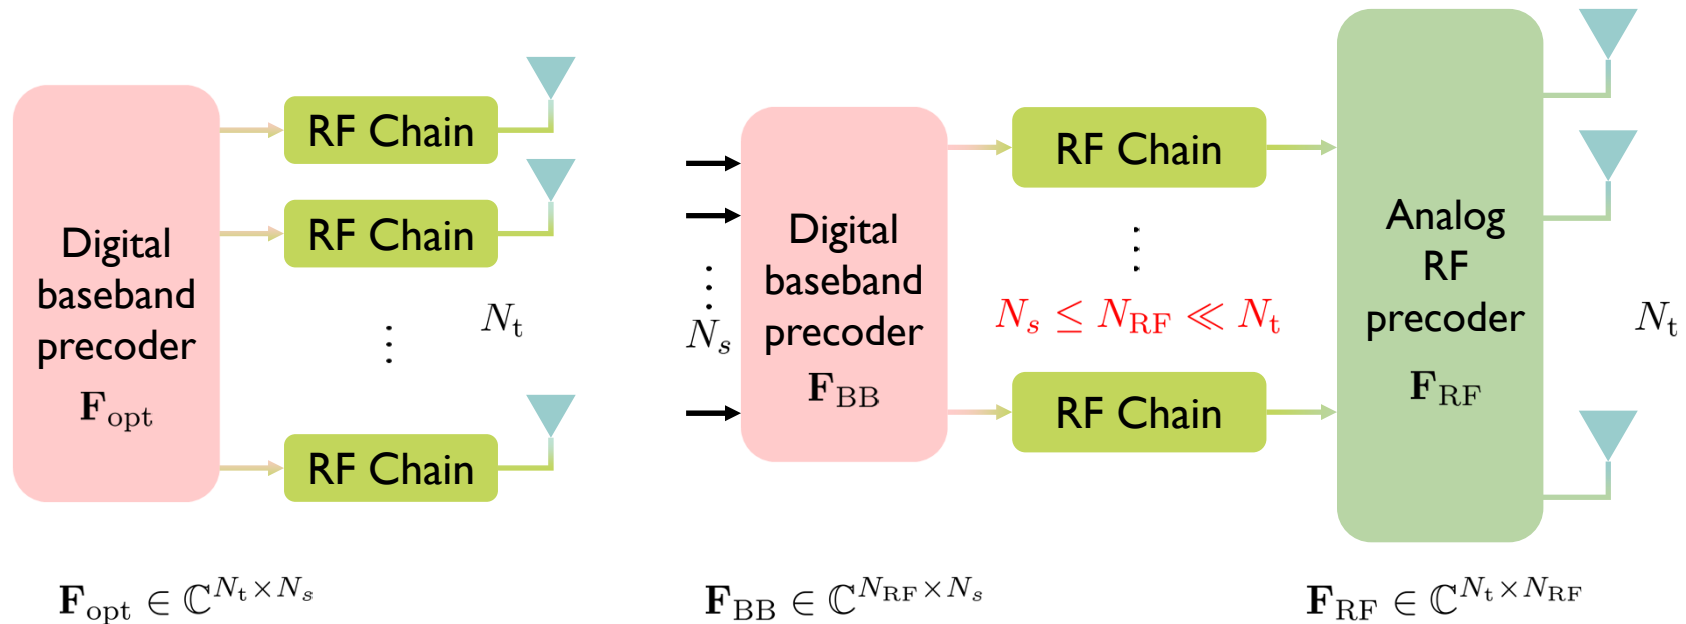 Digital
baseband
precoder
𝐅_opt
RF Chain
RF Chain
⋮
N_t
RF Chain
⋮
N_s
Digital
baseband
precoder
𝐅_BB
RF Chain
⋮
N_s ≤ N_RF ≪ N_t
RF Chain
Analog
RF
precoder
𝐅_RF
N_t
𝐅_opt ∈ ℂ^{N_t × N_s}
𝐅_BB ∈ ℂ^{N_RF × N_s}
𝐅_RF ∈ ℂ^{N_t × N_RF}